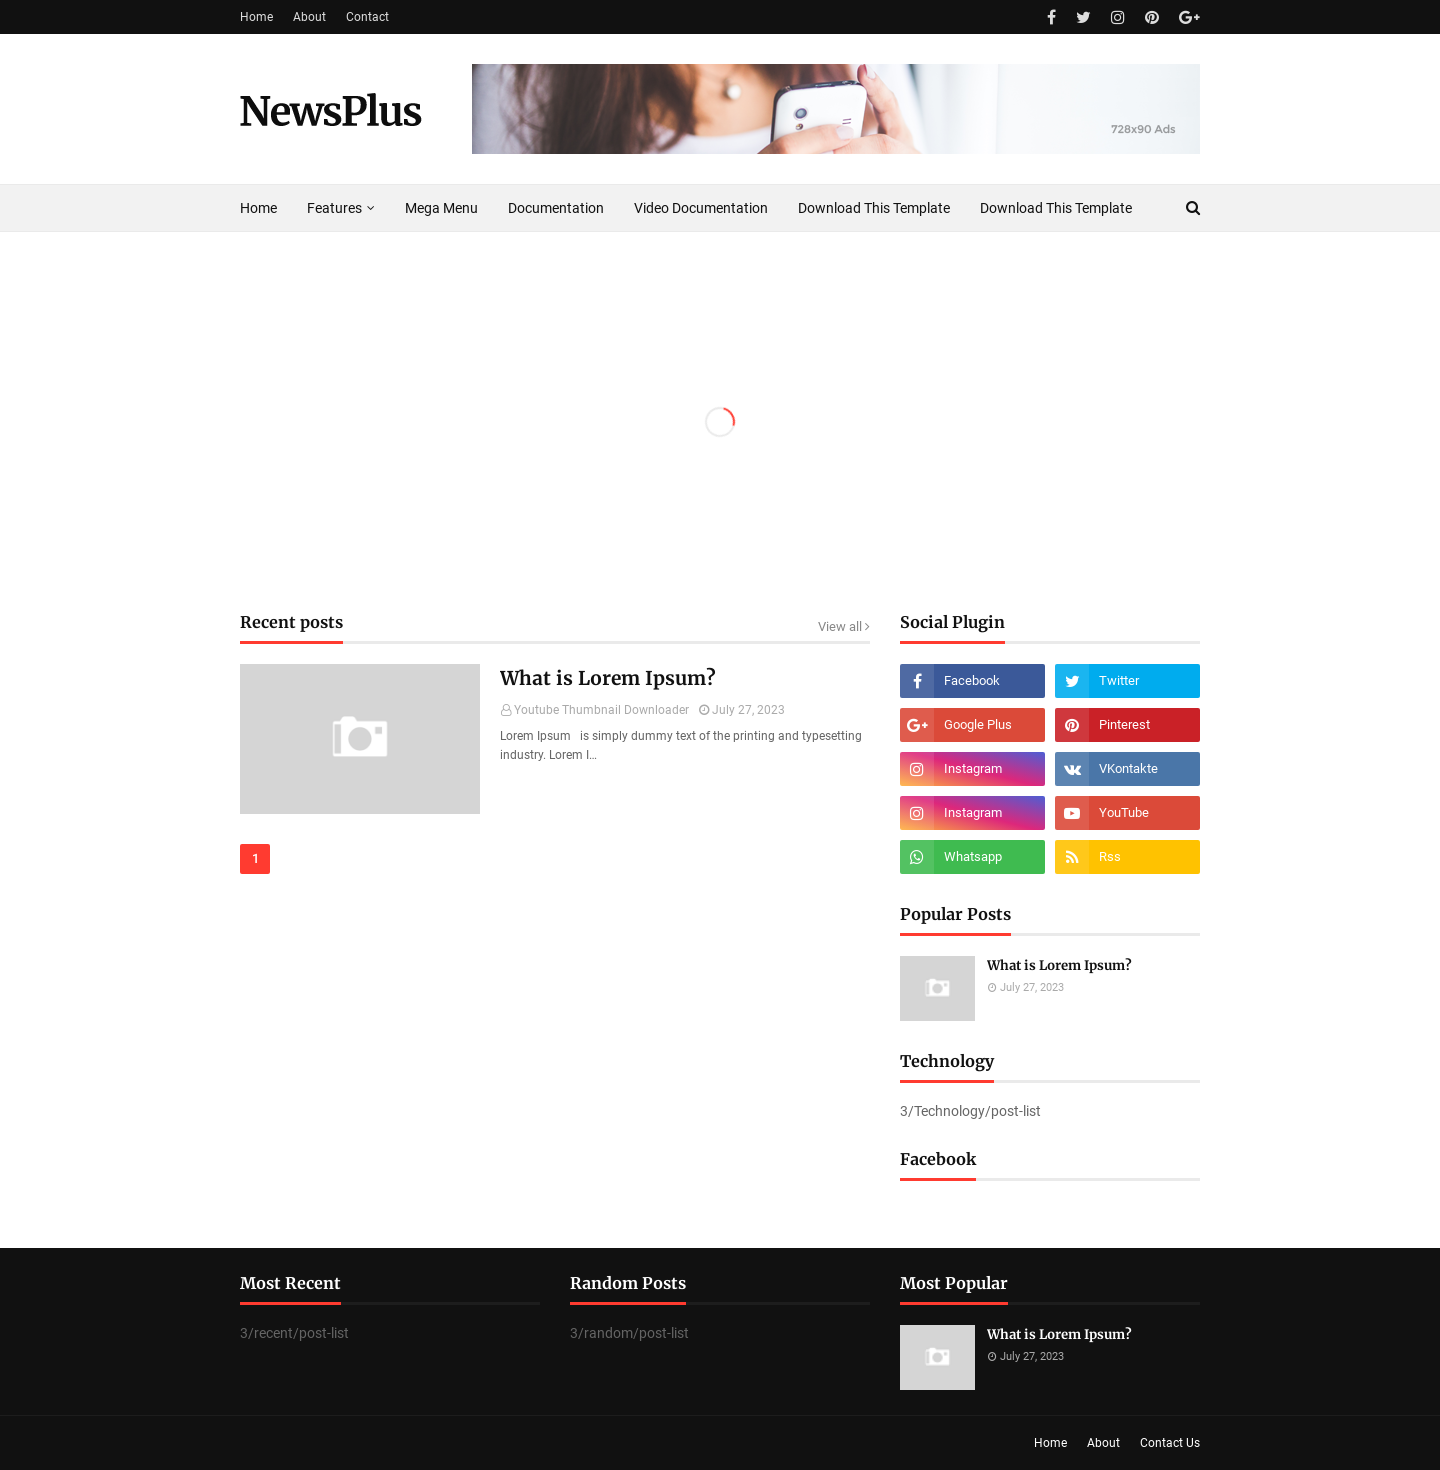 Home About Contact
NewsPlus
728x90 Ads
Home Features Mega Menu Documentation Video Documentation Download This Template Download This Template
Recent posts View all
What is Lorem Ipsum?
Youtube Thumbnail Downloader July 27, 2023
Lorem Ipsum is simply dummy text of the printing and typesetting
industry. Lorem I...
1
Social Plugin
Facebook Twitter
Google Plus Pinterest
Instagram VKontakte
Instagram YouTube
Whatsapp Rss
Popular Posts
What is Lorem Ipsum?
July 27, 2023
Technology
3/Technology/post-list
Facebook
Most Recent
3/recent/post-list
Random Posts
3/random/post-list
Most Popular
What is Lorem Ipsum?
July 27, 2023
Home About Contact Us